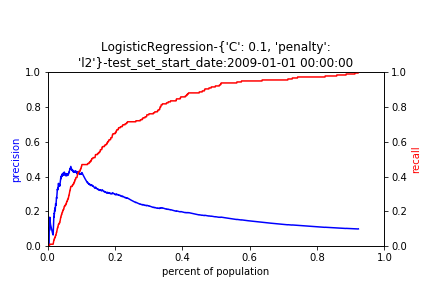 LogisticRegression-{'C': 0.1, 'penalty':
'l2'}-test_set_start_date:2009-01-01 00:00:00
1.0
0.8
0.6
0.4
0.2
0.0
precision
1.0
0.8
0.6
0.4
0.2
0.0
recall
0.0 0.2 0.4 0.6 0.8 1.0
percent of population